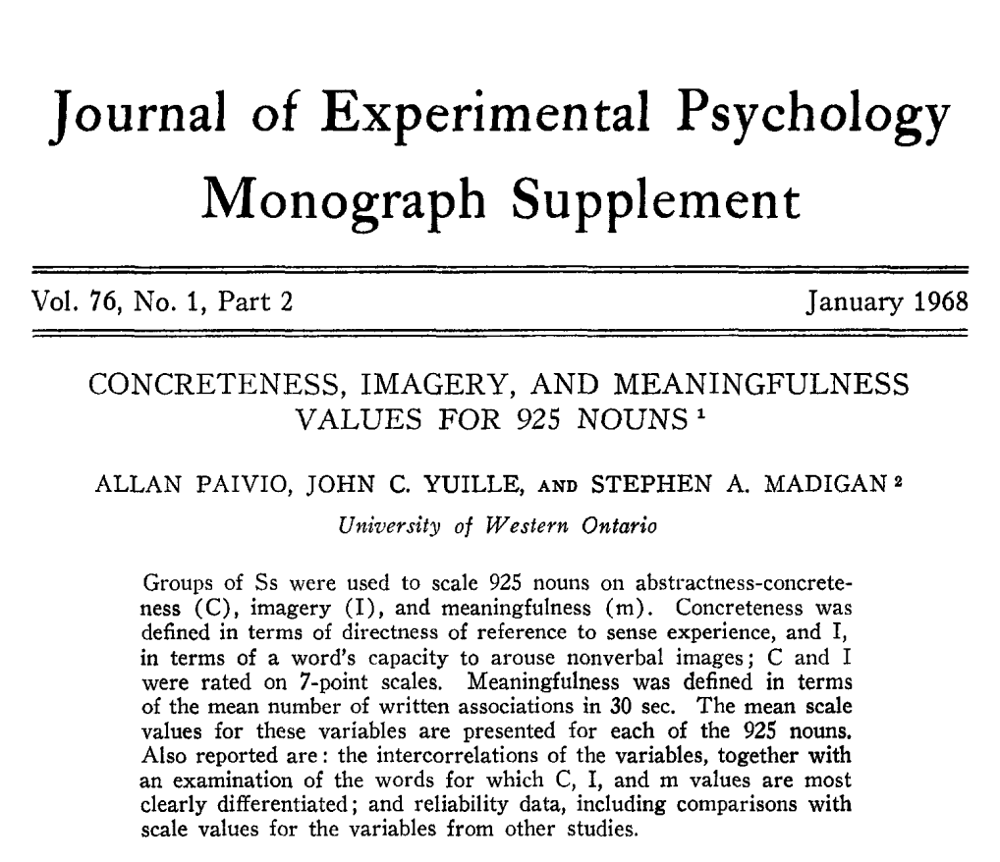 Journal of Experimental Psychology
Monograph Supplement
Vol. 76, No. 1, Part 2 January 1968
CONCRETENESS, IMAGERY, AND MEANINGFULNESS
VALUES FOR 925 NOUNS ¹
ALLAN PAIVIO, JOHN C. YUILLE, AND STEPHEN A. MADIGAN ²
University of Western Ontario
Groups of Ss were used to scale 925 nouns on abstractness-concrete-
ness (C), imagery (I), and meaningfulness (m). Concreteness was
defined in terms of directness of reference to sense experience, and I,
in terms of a word's capacity to arouse nonverbal images; C and I
were rated on 7-point scales. Meaningfulness was defined in terms
of the mean number of written associations in 30 sec. The mean scale
values for these variables are presented for each of the 925 nouns.
Also reported are: the intercorrelations of the variables, together with
an examination of the words for which C, I, and m values are most
clearly differentiated; and reliability data, including comparisons with
scale values for the variables from other studies.